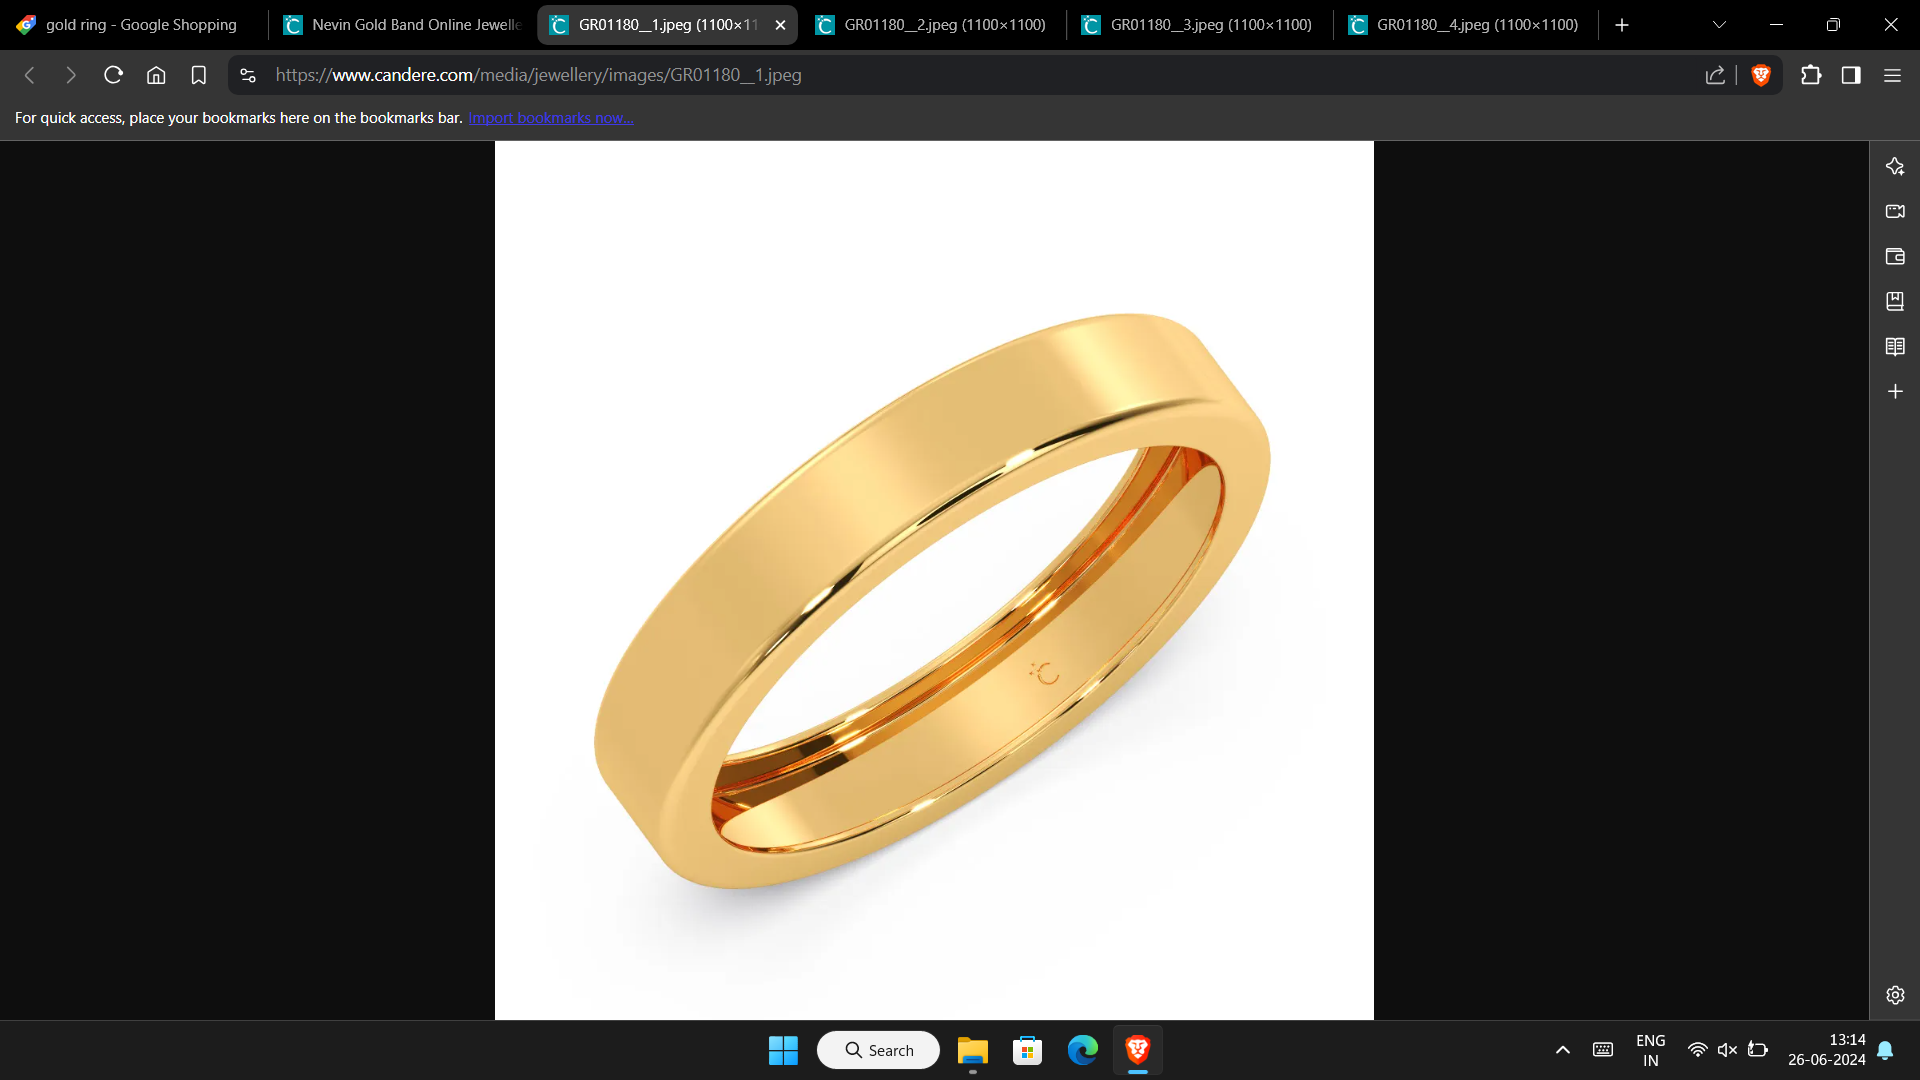 gold ring - Google Shopping
Nevin Gold Band Online Jewelle
GR01180__1.jpeg (1100×11
GR01180__2.jpeg (1100×1100)
GR01180__3.jpeg (1100×1100)
GR01180__4.jpeg (1100×1100)
https://www.candere.com/media/jewellery/images/GR01180__1.jpeg
For quick access, place your bookmarks here on the bookmarks bar. Import bookmarks now...
C
Search
ENG
IN
13:14
26-06-2024